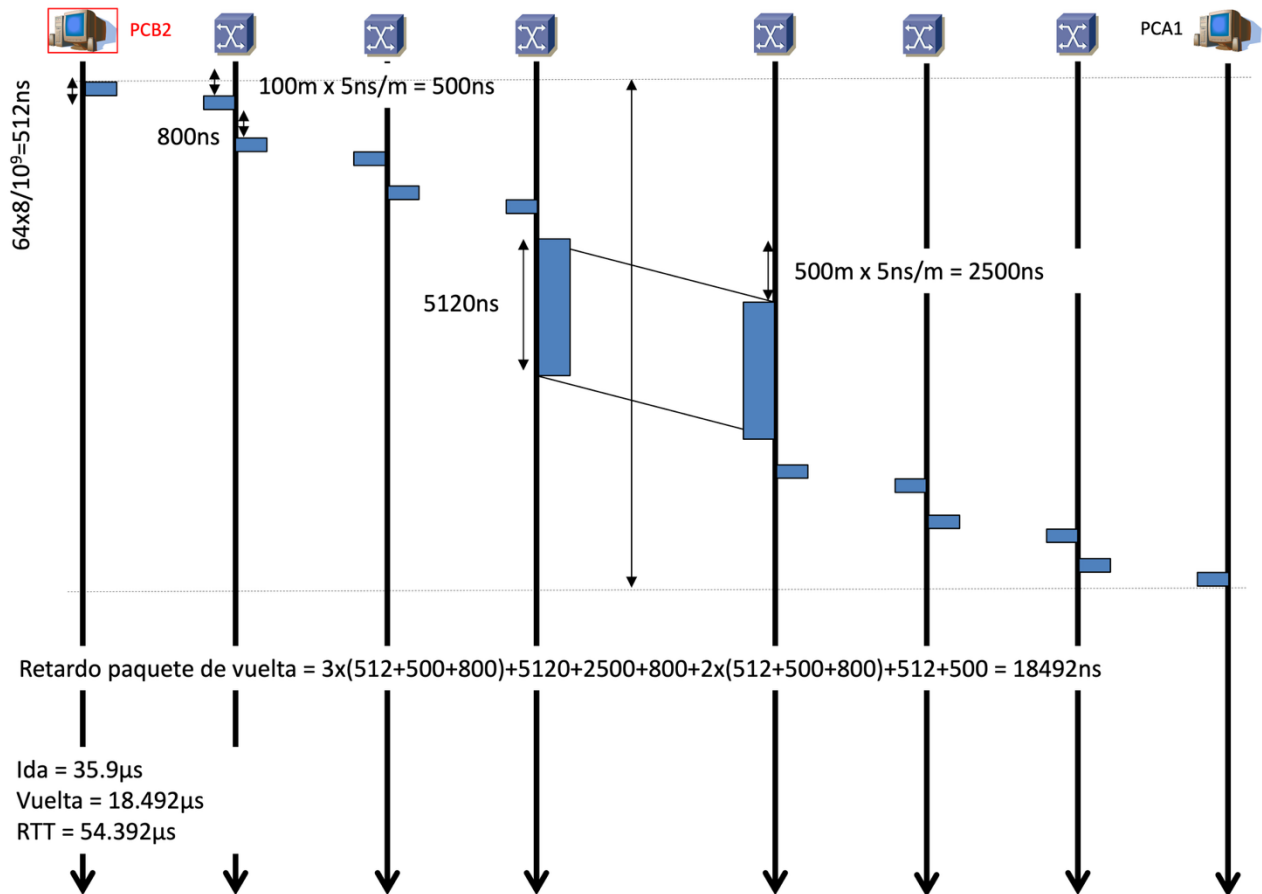 PCB2
PCA1
64x8/10⁹=512ns
100m x 5ns/m = 500ns
800ns
5120ns
500m x 5ns/m = 2500ns
Retardo paquete de vuelta = 3x(512+500+800)+5120+2500+800+2x(512+500+800)+512+500 = 18492ns
Ida = 35.9µs
Vuelta = 18.492µs
RTT = 54.392µs